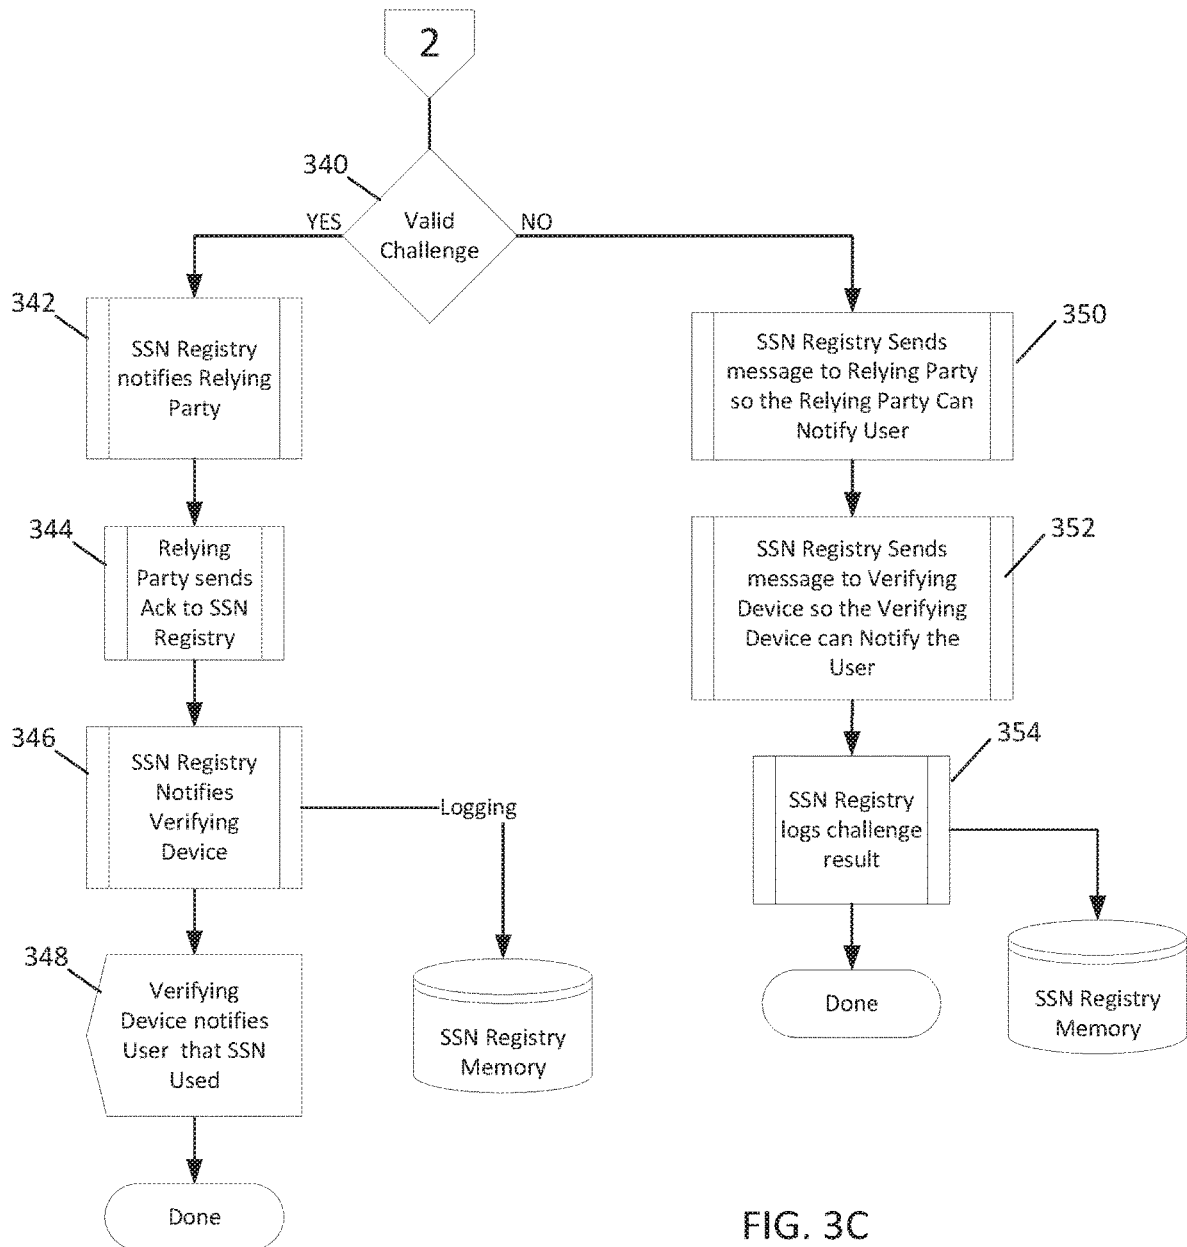 2
340
Valid
Challenge
YES
NO
342
SSN Registry
notifies Relying
Party
344
Relying
Party sends
Ack to SSN
Registry
346
SSN Registry
Notifies
Verifying
Device
Logging
SSN Registry
Memory
348
Verifying
Device notifies
User that SSN
Used
Done
350
SSN Registry Sends
message to Relying Party
so the Relying Party Can
Notify User
352
SSN Registry Sends
message to Verifying
Device so the Verifying
Device can Notify the
User
354
SSN Registry
logs challenge
result
Done
SSN Registry
Memory
FIG. 3C